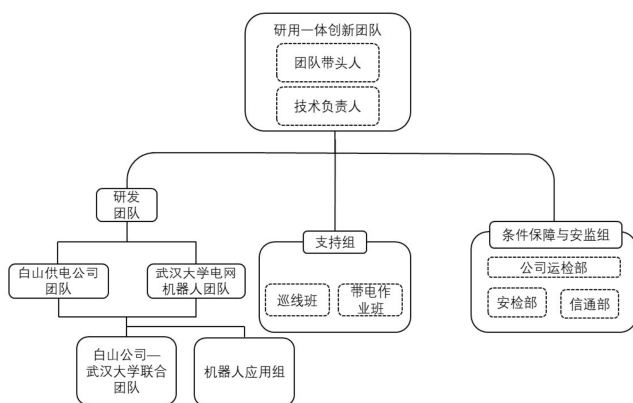 研用一体创新团队
团队带头人
技术负责人
研发
团队
白山供电公司
团队
武汉大学电网
机器人团队
白山公司—
武汉大学联合
团队
机器人应用组
支持组
巡线班
带电作
业班
条件保障与安监组
公司运检部
安检部
信通部